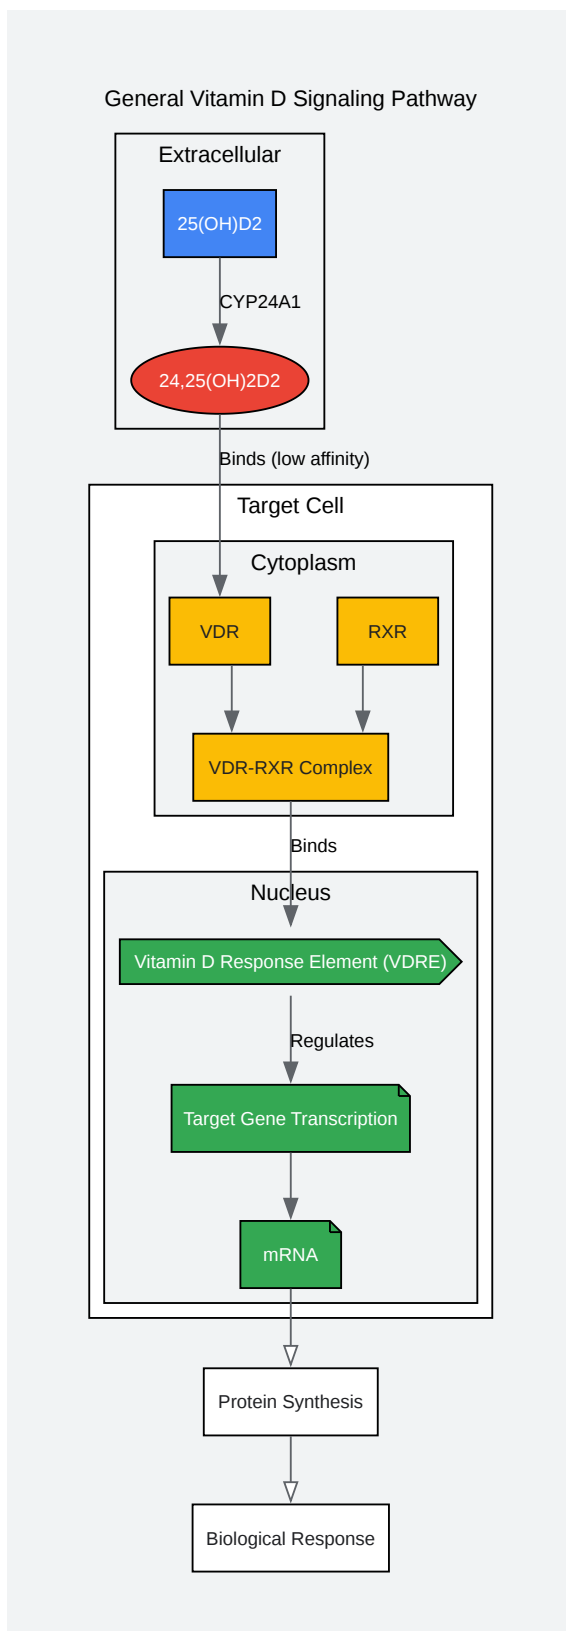 General Vitamin D Signaling Pathway
Extracellular
25(OH)D2
CYP24A1
24,25(OH)2D2
Binds (low affinity)
Target Cell
Cytoplasm
VDR
RXR
VDR-RXR Complex
Binds
Nucleus
Vitamin D Response Element (VDRE)
Regulates
Target Gene Transcription
mRNA
Protein Synthesis
Biological Response